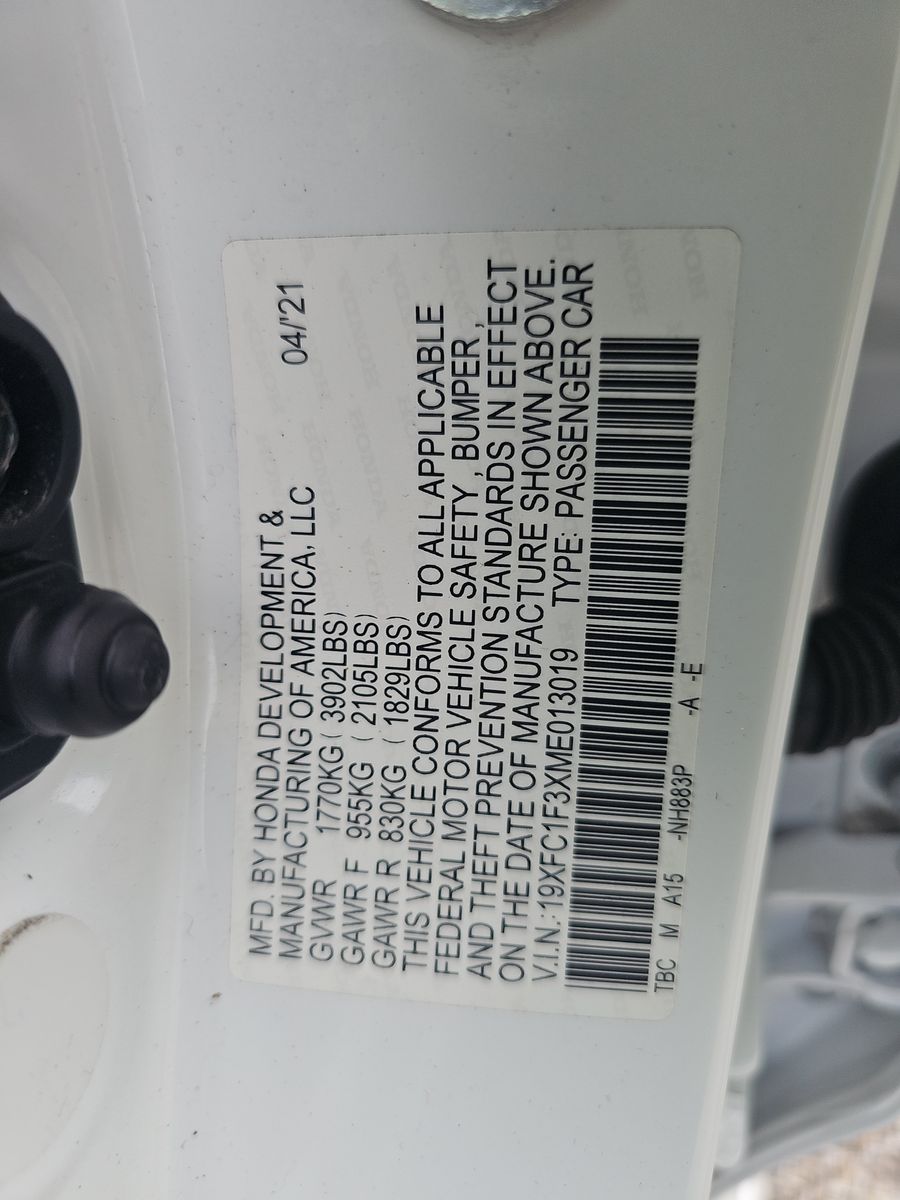 MFD. BY HONDA DEVELOPMENT &
MANUFACTURING OF AMERICA, LLC 04/'21
GVWR 1770KG ( 3902LBS)
GAWR F 955KG ( 2105LBS)
GAWR R 830KG ( 1829LBS)
THIS VEHICLE CONFORMS TO ALL APPLICABLE
FEDERAL MOTOR VEHICLE SAFETY , BUMPER ,
AND THEFT PREVENTION STANDARDS IN EFFECT
ON THE DATE OF MANUFACTURE SHOWN ABOVE.
V.I.N.: 19XFC1F3XME013019 TYPE: PASSENGER CAR
TBC M A15 -NH883P -A -E